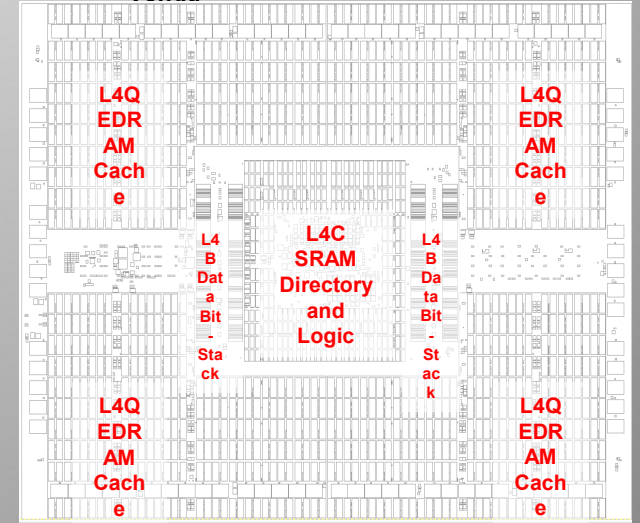 L4Q
EDR
AM
Cach
e
L4Q
EDR
AM
Cach
e
L4
B
Dat
a
Bit
-
Sta
ck
L4C
SRAM
Directory
and
Logic
L4
B
Da
ta
Bit
-
St
ac
k
L4Q
EDR
AM
Cach
e
L4Q
EDR
AM
Cach
e